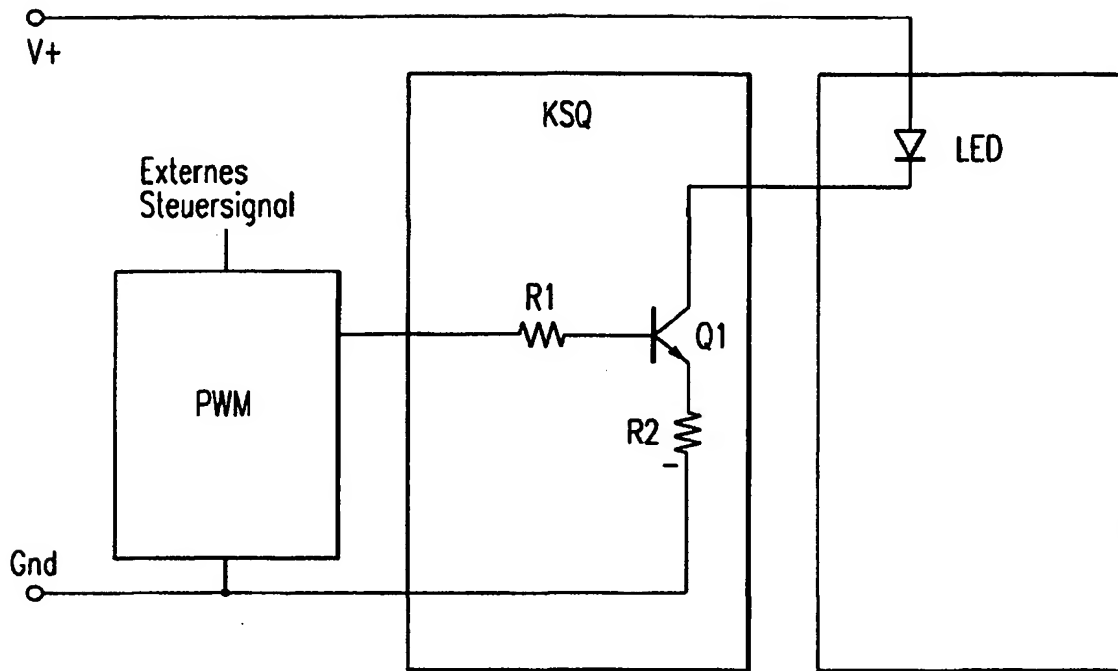 V+
KSQ
LED
Externes
Steuersignal
R1
Q1
PWM
R2
Gnd